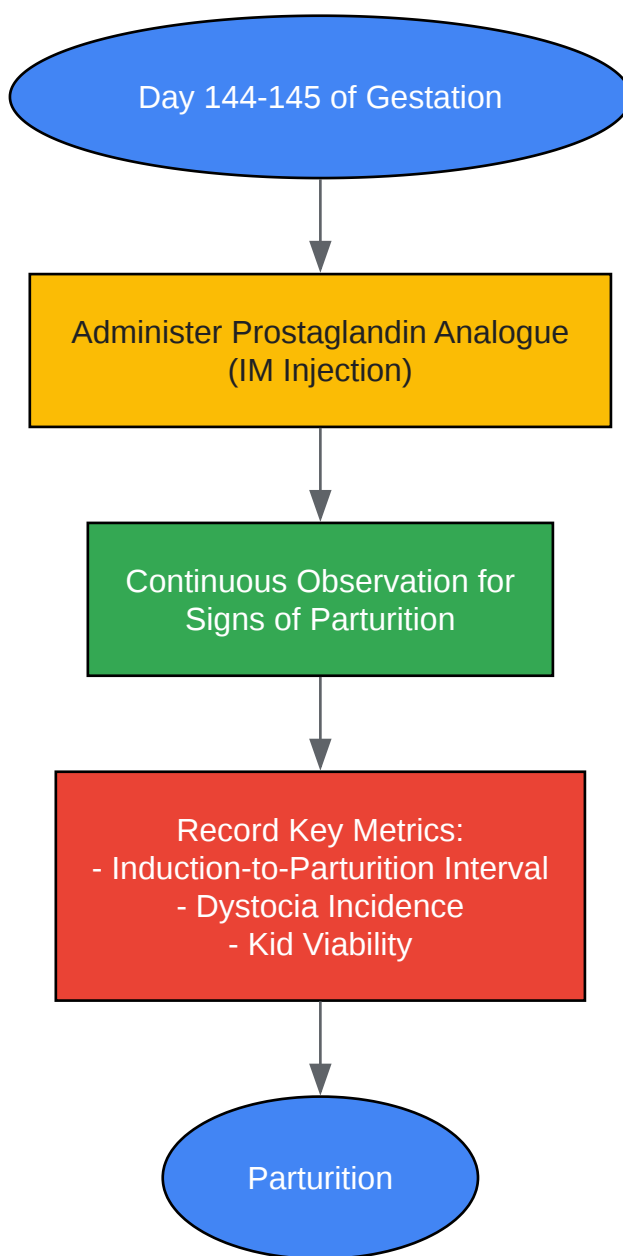 Day 144-145 of Gestation
Administer Prostaglandin Analogue
(IM Injection)
Continuous Observation for
Signs of Parturition
Record Key Metrics:
- Induction-to-Parturition Interval
- Dystocia Incidence
- Kid Viability
Parturition